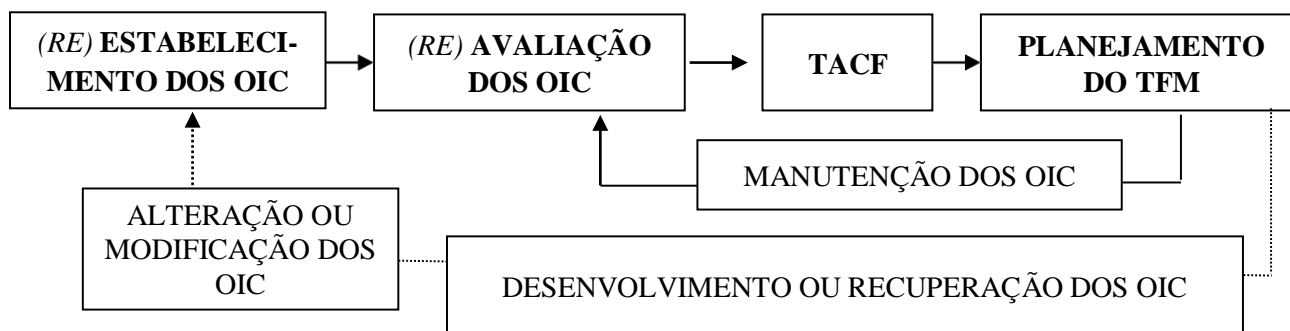 (RE) ESTABELECI-
MENTO DOS OIC
(RE) AVALIAÇÃO
DOS OIC
TACF
PLANEJAMENTO
DO TFM
MANUTENÇÃO DOS OIC
ALTERAÇÃO OU
MODIFICAÇÃO DOS
OIC
DESENVOLVIMENTO OU RECUPERAÇÃO DOS OIC